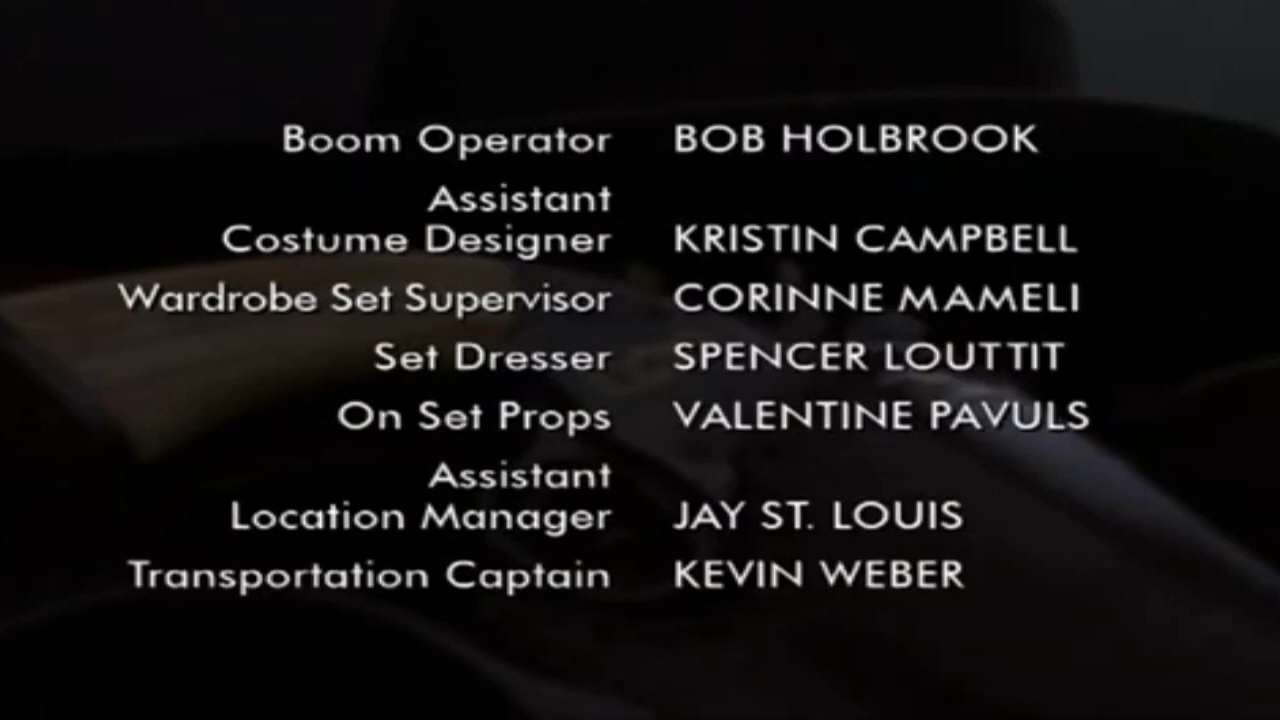 Boom Operator BOB HOLBROOK
Assistant
Costume Designer KRISTIN CAMPBELL
Wardrobe Set Supervisor CORINNE MAMELI
Set Dresser SPENCER LOUTTIT
On Set Props VALENTINE PAVULS
Assistant
Location Manager JAY ST. LOUIS
Transportation Captain KEVIN WEBER